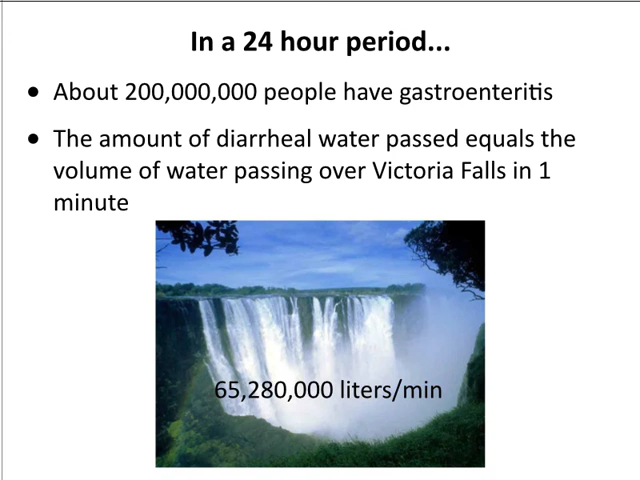 In a 24 hour period...
● About 200,000,000 people have gastroenteritis
● The amount of diarrheal water passed equals the
volume of water passing over Victoria Falls in 1
minute
65,280,000 liters/min